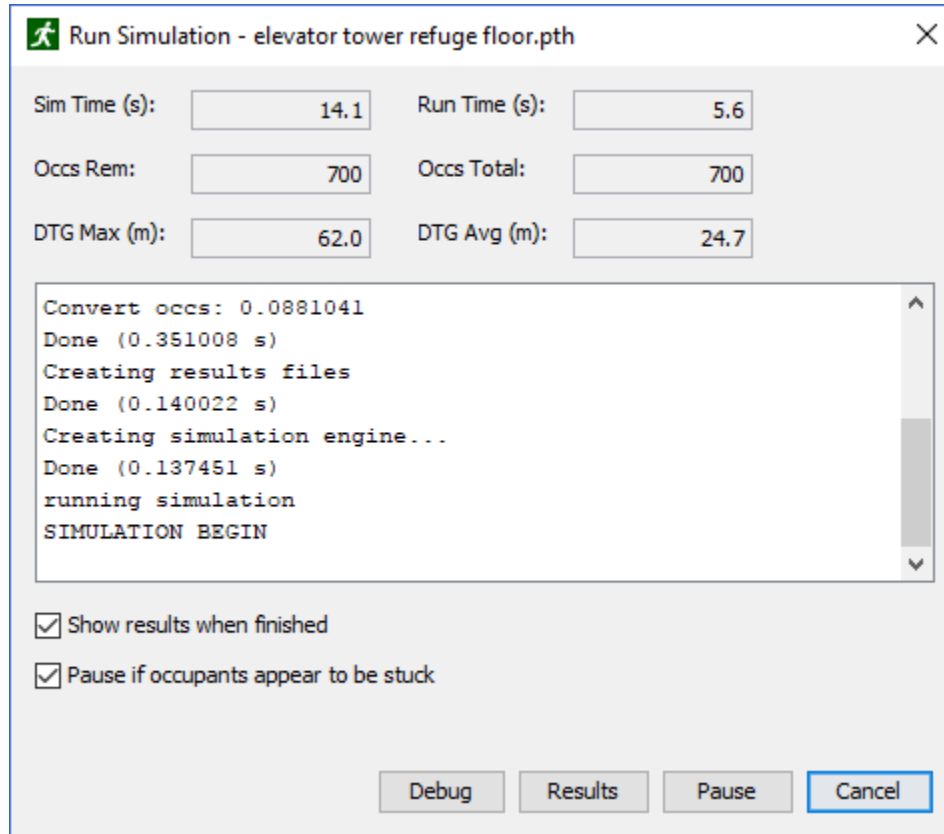 Run Simulation - elevator tower refuge floor.pth
Sim Time (s): 14.1 Run Time (s): 5.6
Occs Rem: 700 Occs Total: 700
DTG Max (m): 62.0 DTG Avg (m): 24.7
Convert occs: 0.0881041
Done (0.351008 s)
Creating results files
Done (0.140022 s)
Creating simulation engine...
Done (0.137451 s)
running simulation
SIMULATION BEGIN
Show results when finished
Pause if occupants appear to be stuck
Debug Results Pause Cancel